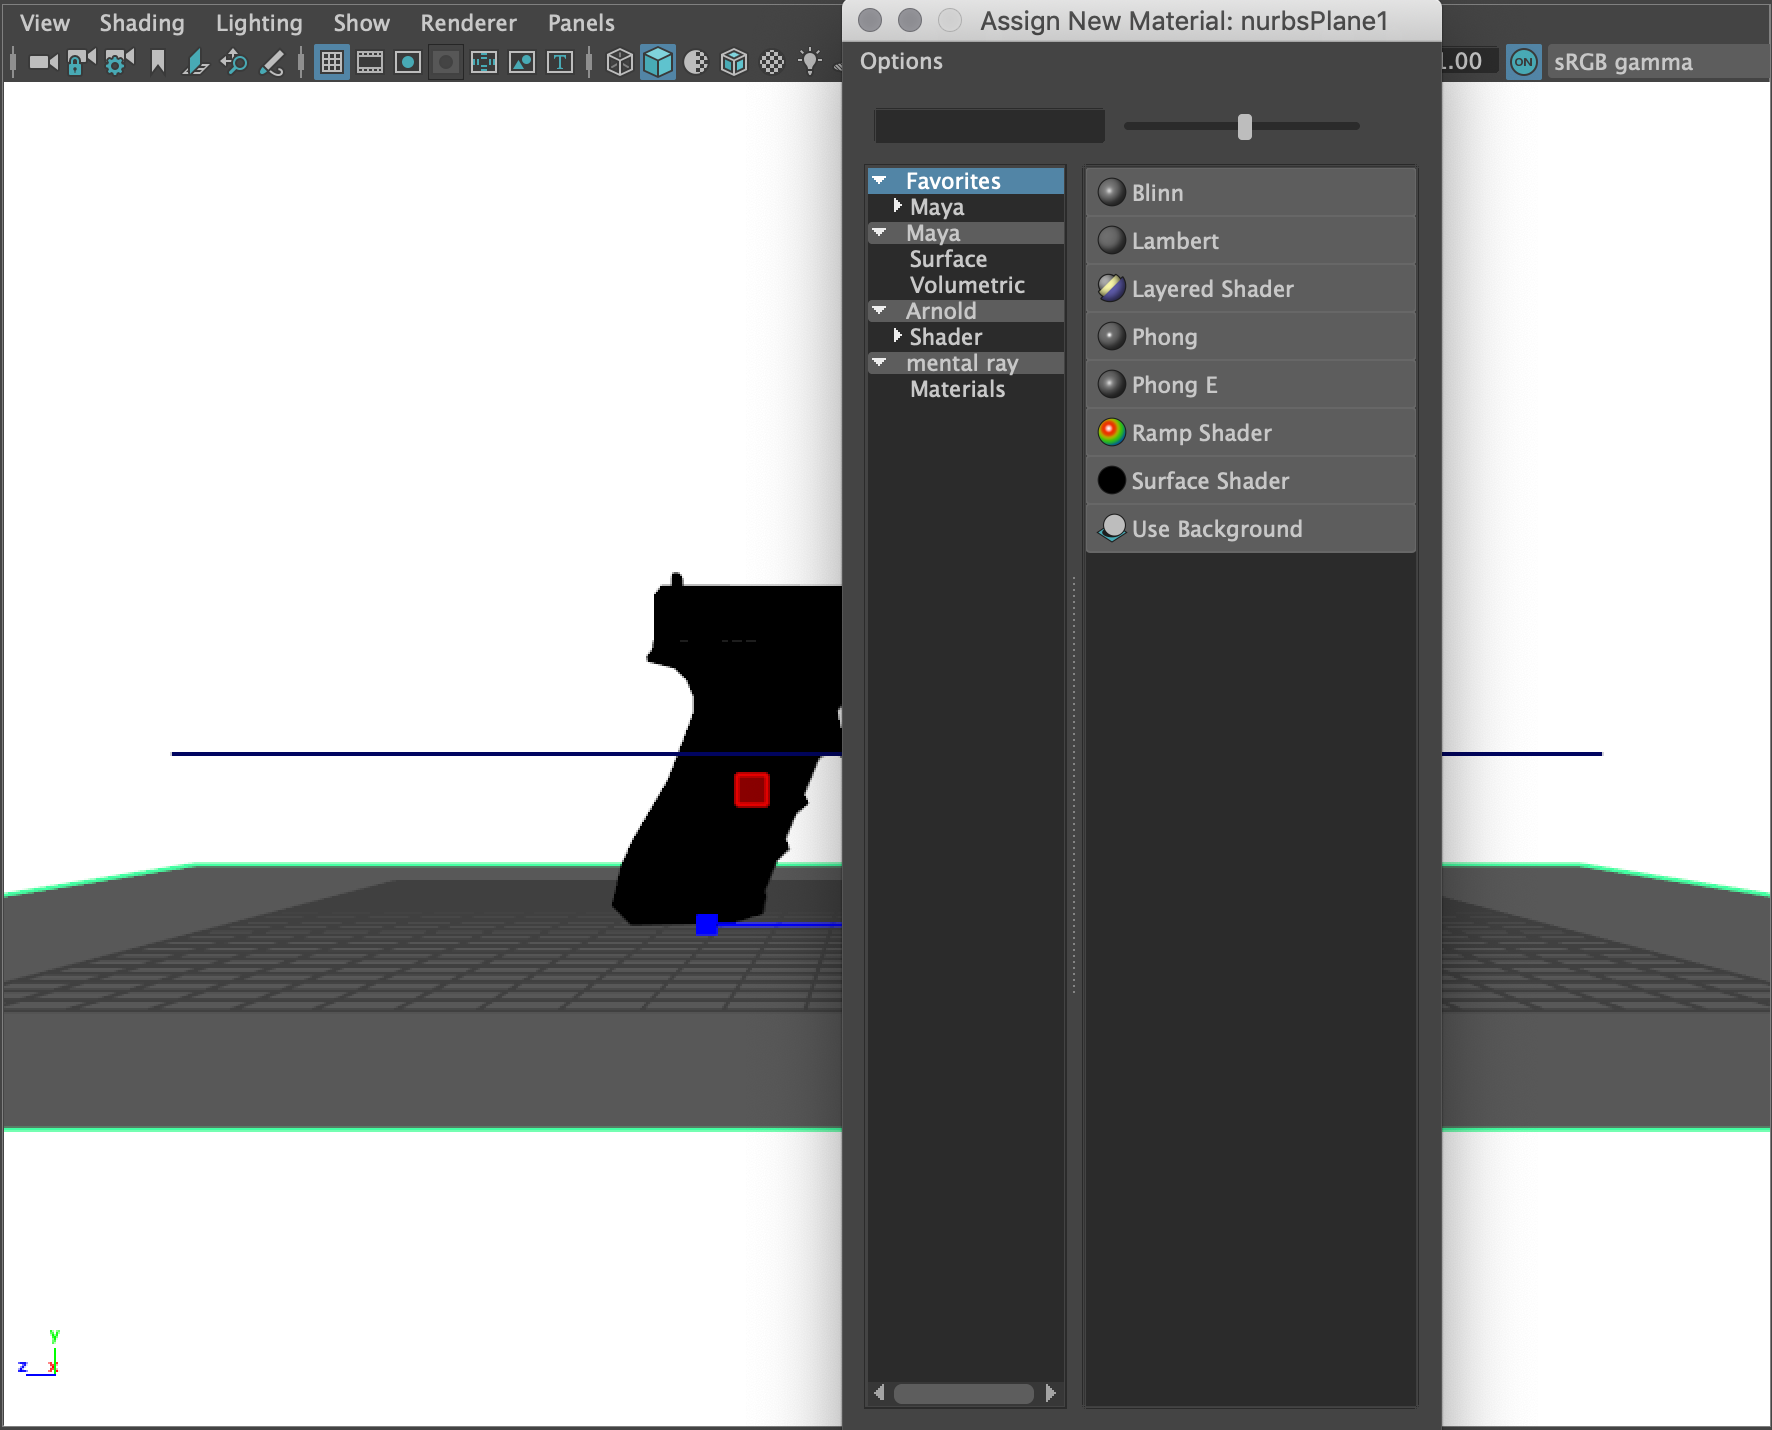 View Shading Lighting Show Renderer Panels
Assign New Material: nurbsPlane1
Options
T
1.00 ON sRGB gamma
Favorites
Maya
Maya
Surface
Volumetric
Arnold
Shader
mental ray
Materials
Blinn
Lambert
Layered Shader
Phong
Phong E
Ramp Shader
Surface Shader
Use Background
y
z x